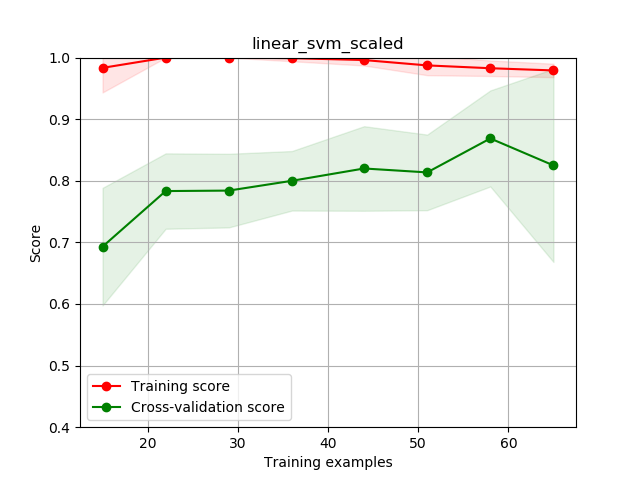 linear_svm_scaled
1.0
0.9
0.8
0.7
0.6
0.5
0.4
Score
Training score
Cross-validation score
20 30 40 50 60
Training examples